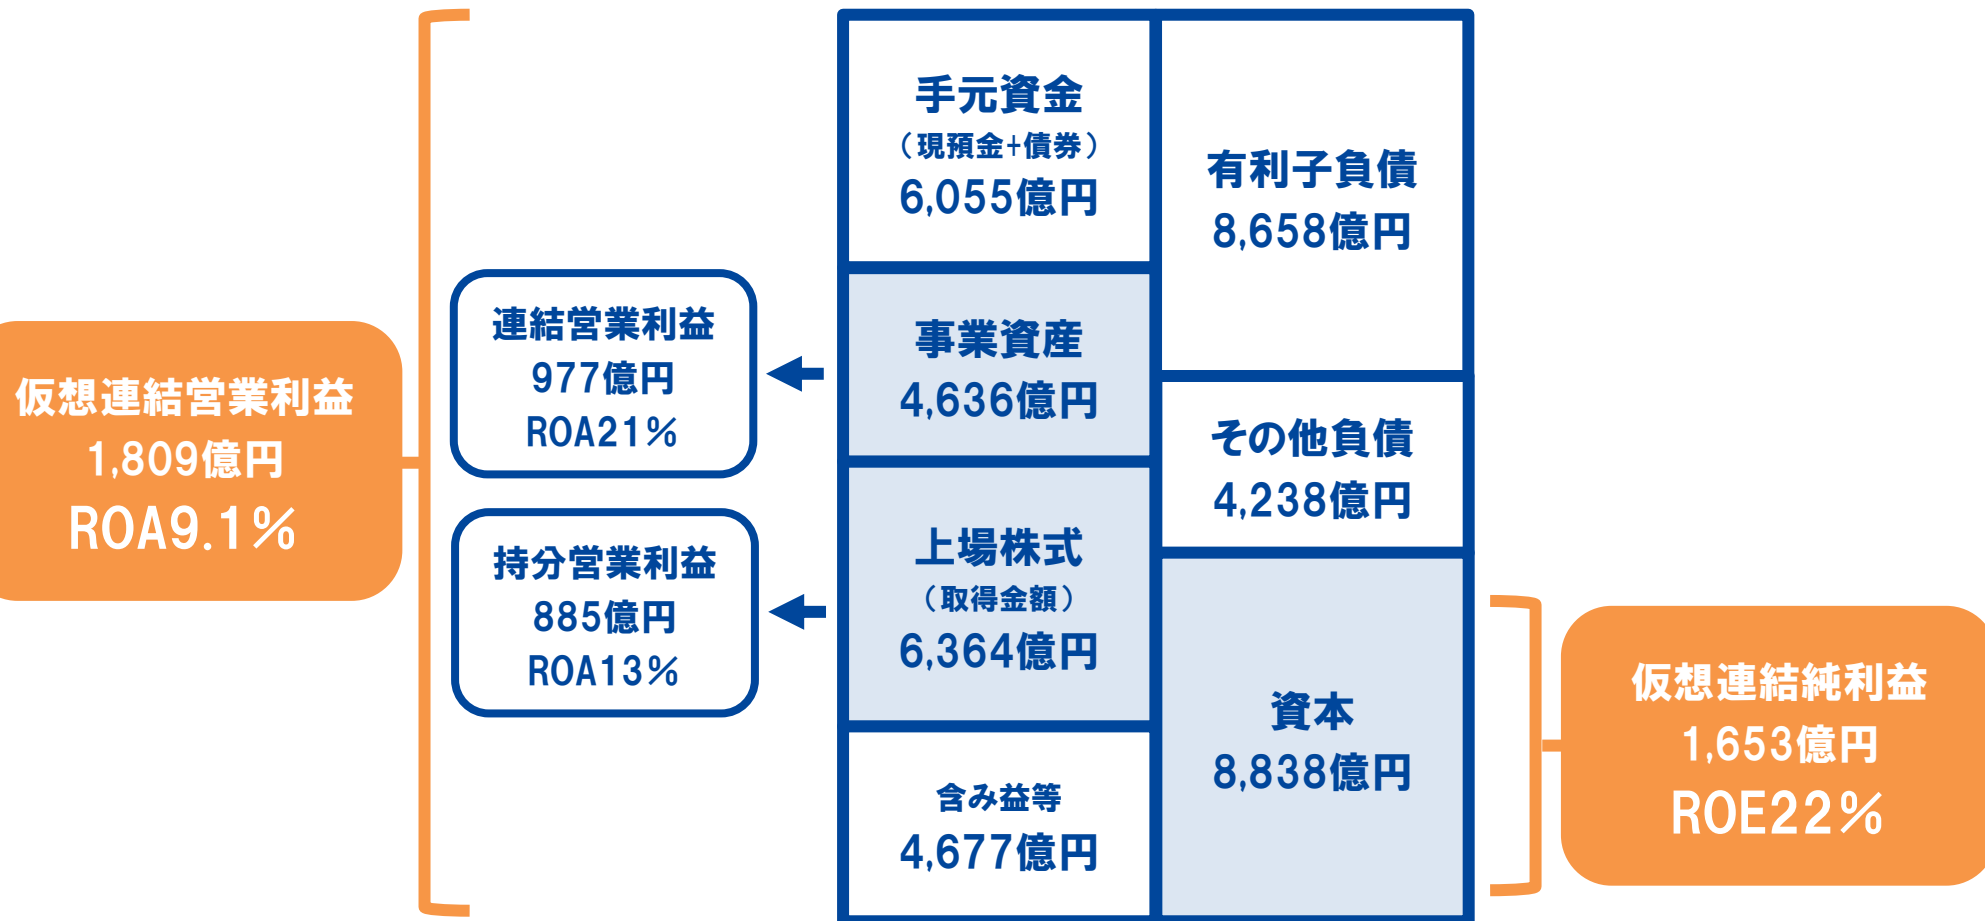 仮想連結営業利益
1,809億円
ROA9.1%
連結営業利益
977億円
ROA21%
持分営業利益
885億円
ROA13%
手元資金
（現預金+債券）
6,055億円
事業資産
4,636億円
上場株式
（取得金額）
6,364億円
含み益等
4,677億円
有利子負債
8,658億円
その他負債
4,238億円
資本
8,838億円
仮想連結純利益
1,653億円
ROE22%